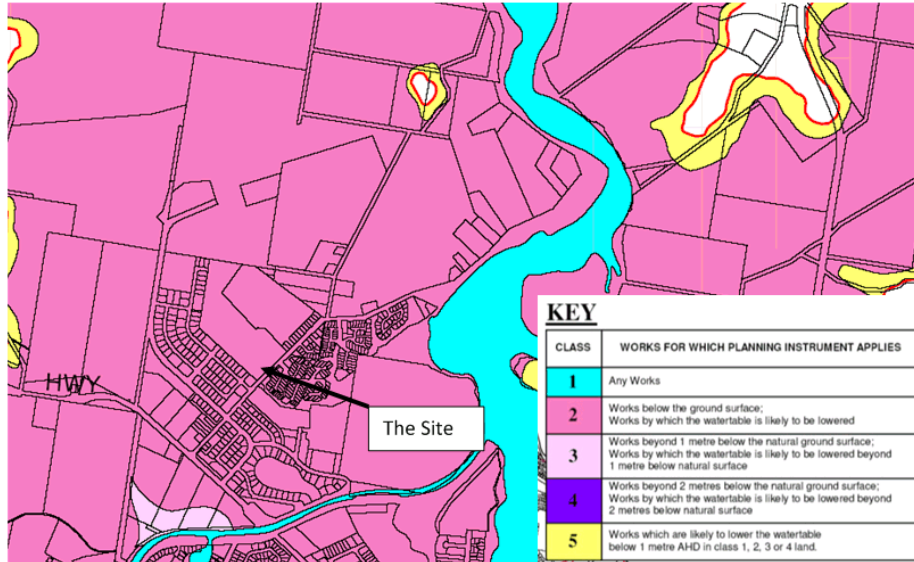 HWY
The Site
KEY
CLASS
WORKS FOR WHICH PLANNING INSTRUMENT APPLIES
1
Any Works
2
Works below the ground surface;
Works by which the watertable is likely to be lowered
3
Works beyond 1 metre below the natural ground surface;
Works by which the watertable is likely to be lowered beyond
1 metre below natural surface
4
Works beyond 2 metres below the natural ground surface;
Works by which the watertable is likely to be lowered beyond
2 metres below natural surface
5
Works which are likely to lower the watertable
below 1 metre AHD in class 1, 2, 3 or 4 land.